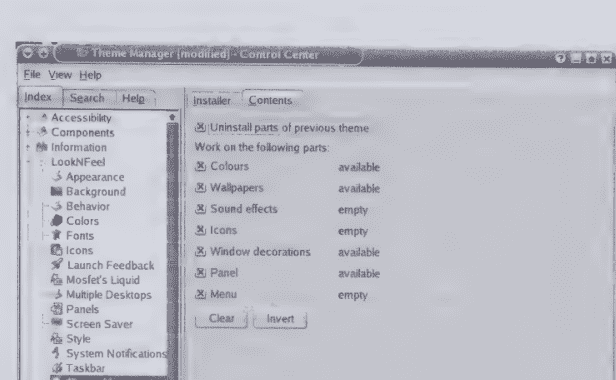 Theme Manager [modified] - Control Center
File View Help
Index Search Help
Accessibility
Components
Information
LookNFeel
Appearance
Background
Behavior
Colors
Fonts
Icons
Launch Feedback
Mosfet's Liquid
Multiple Desktops
Panels
Screen Saver
Style
System Notifications
Taskbar
Installer Contents
Uninstall parts of previous theme
Work on the following parts:
Colours available
Wallpapers available
Sound effects empty
Icons empty
Window decorations available
Panel available
Menu empty
Clear Invert